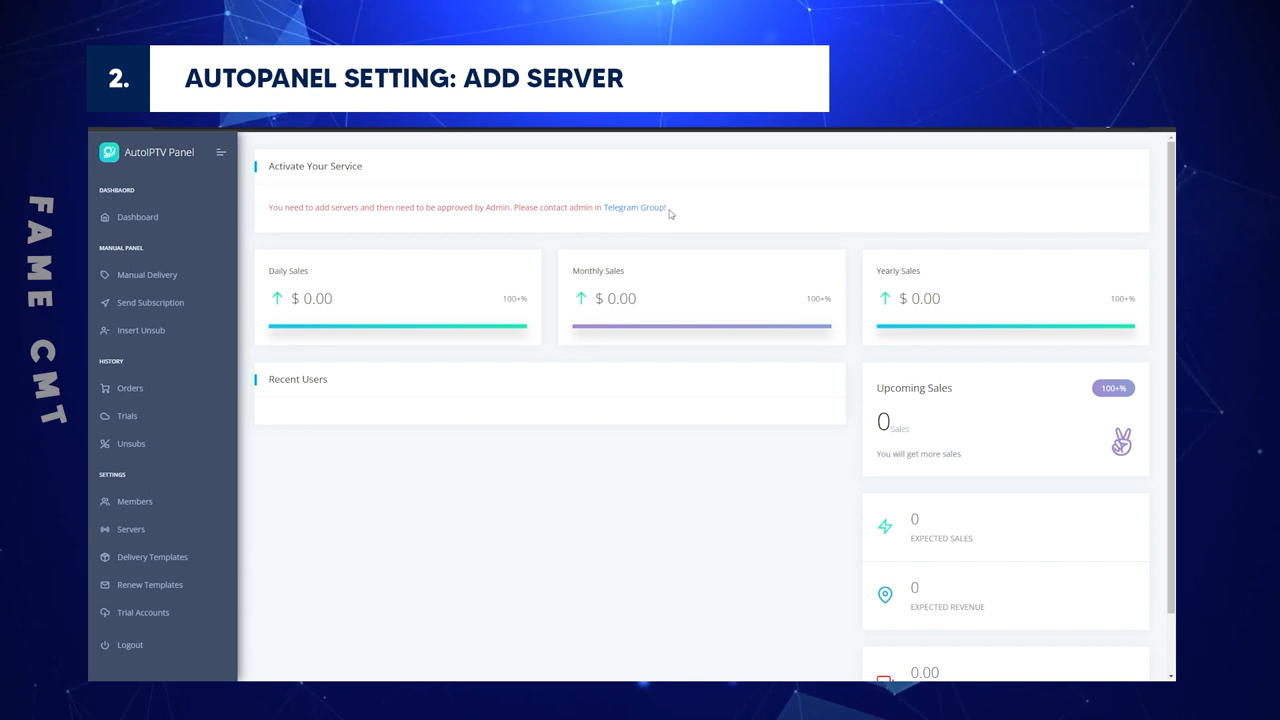 2.
AUTOPANEL SETTING: ADD SERVER
FAME CMT
AutoIPTV Panel
DASHBAORD
Dashboard
MANUAL PANEL
Manual Delivery
Send Subscription
Insert Unsub
HISTORY
Orders
Trials
Unsubs
SETTINGS
Members
Servers
Delivery Templates
Renew Templates
Trial Accounts
Logout
Activate Your Service
You need to add servers and then need to be approved by Admin. Please contact admin in Telegram Group!
Daily Sales
$ 0.00
100+%
Monthly Sales
$ 0.00
100+%
Yearly Sales
$ 0.00
100+%
Recent Users
Upcoming Sales
100+%
0 Sales
You will get more sales
0
EXPECTED SALES
0
EXPECTED REVENUE
0.00